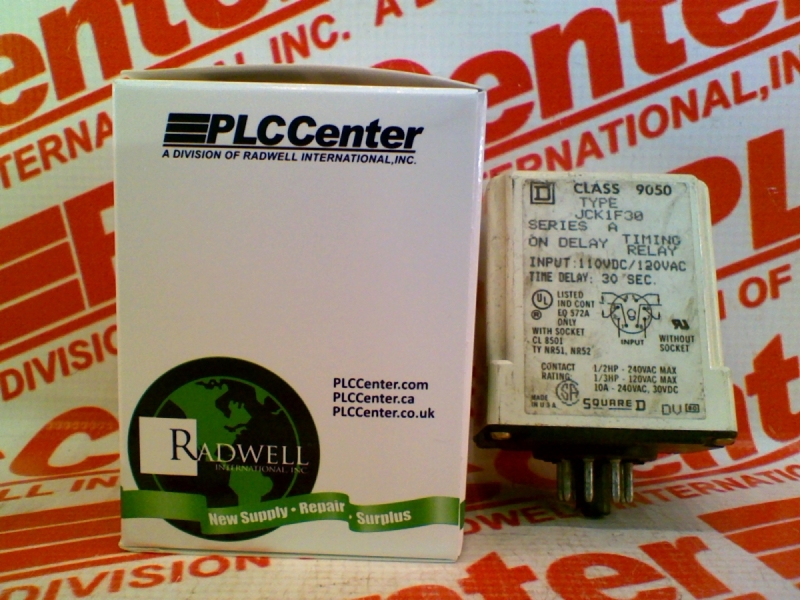 PLCCenter
A DIVISION OF RADWELL INTERNATIONAL, INC.
PLCCenter.com
PLCCenter.ca
PLCCenter.co.uk
RADWELL
INTERNATIONAL, INC.
New Supply • Repair • Surplus
D CLASS 9050
TYPE
JCK1F30
SERIES A
ON DELAY TIMING
RELAY
INPUT:110VDC/120VAC
TIME DELAY: 30 SEC.
UL LISTED
IND CONT
EQ 572A
ONLY
WITH SOCKET
CL 8501
TY NR51, NR52
INPUT
WITHOUT
SOCKET
CONTACT
RATING:
1/2HP - 240VAC MAX
1/3HP - 120VAC MAX
10A - 240VAC, 30VDC
MADE
IN U.S.A.
SQUARE D
DV